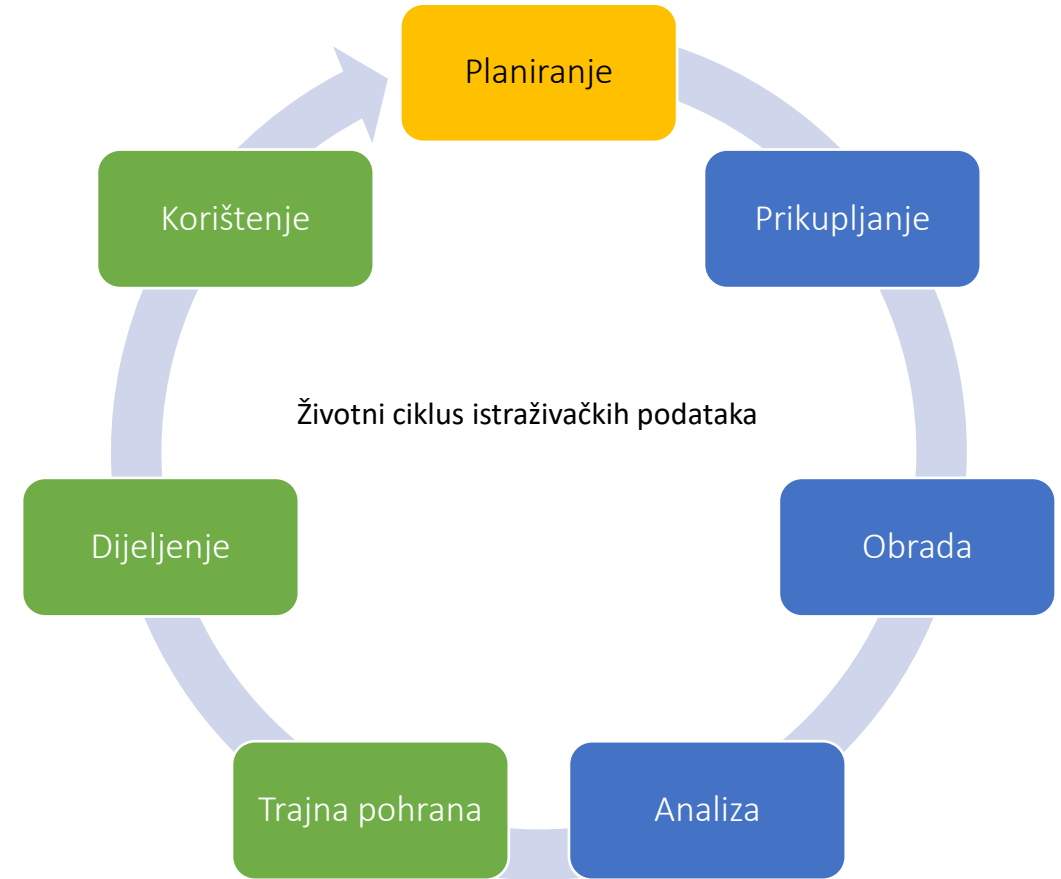 Planiranje
Prikupljanje
Obrada
Analiza
Trajna pohrana
Dijeljenje
Korištenje
Životni ciklus istraživačkih podataka